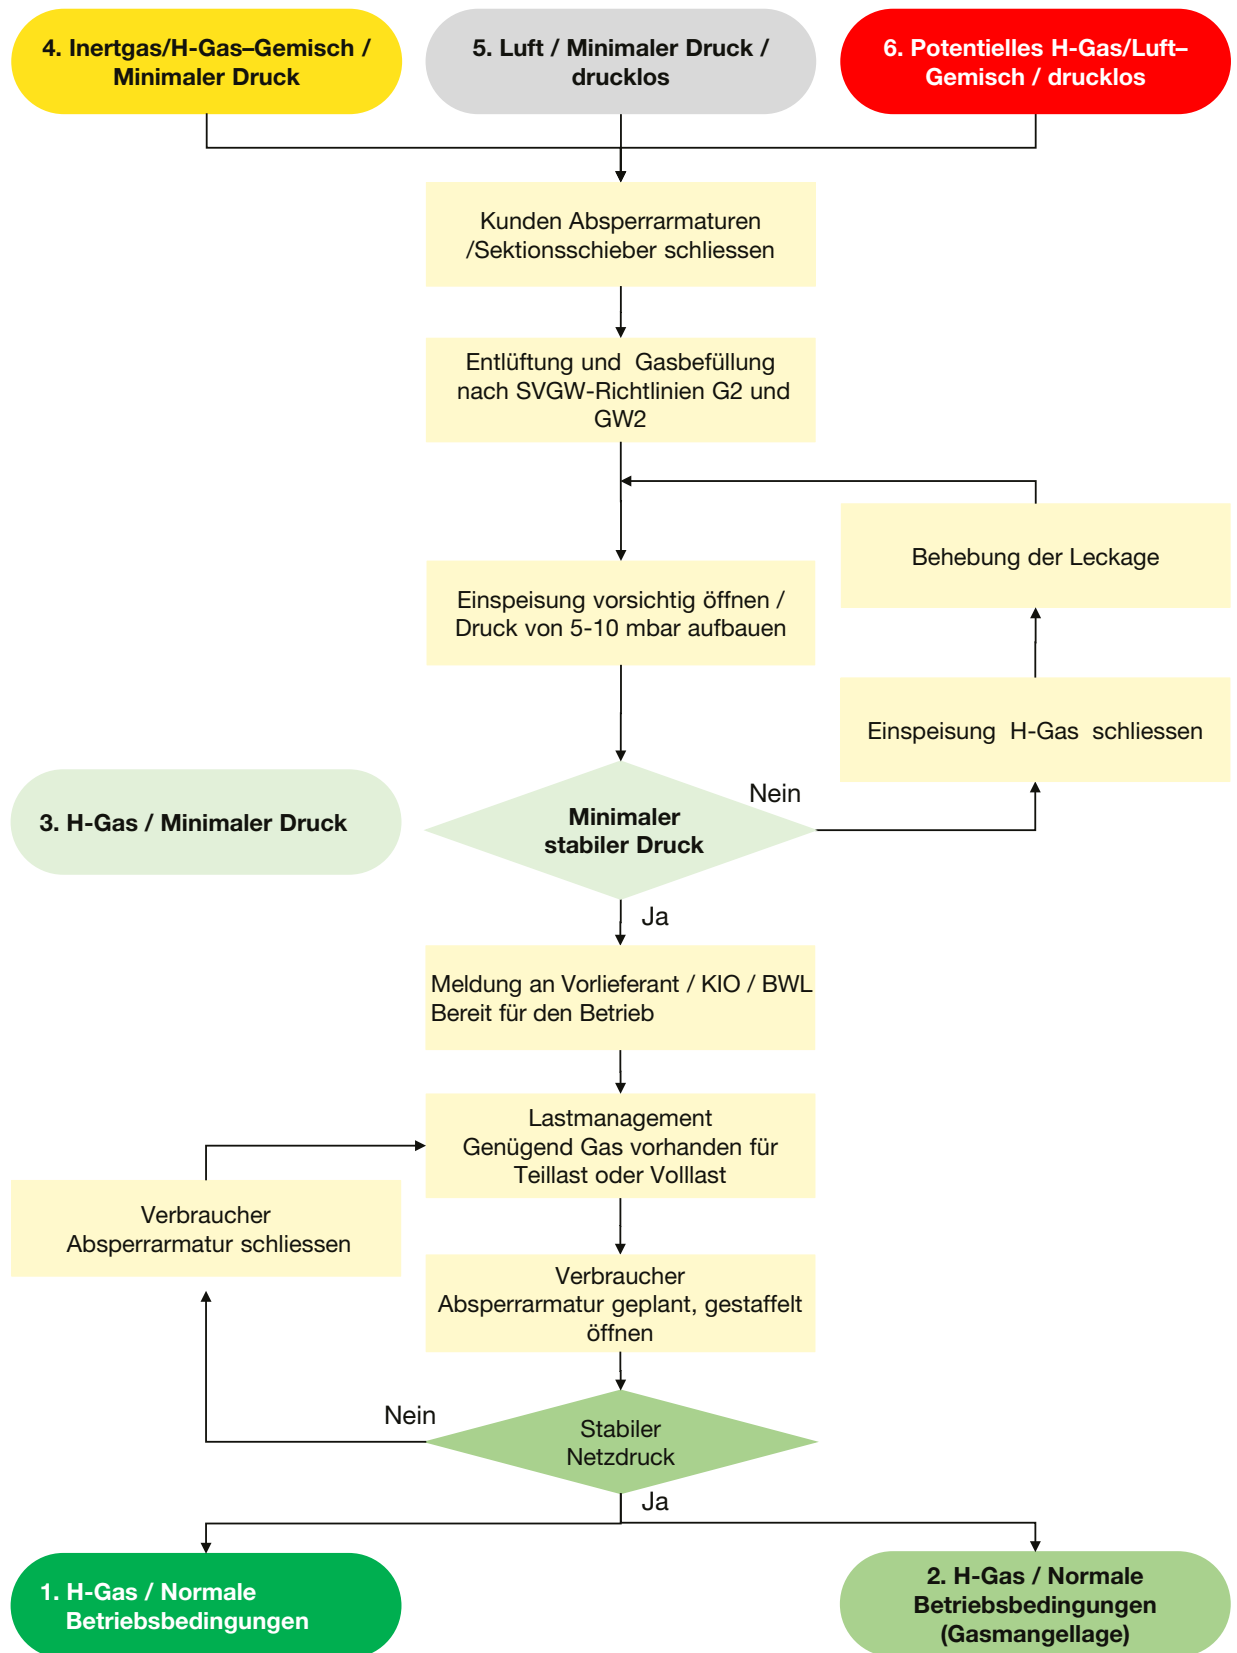 4. Inertgas/H-Gas–Gemisch /
Minimaler Druck
5. Luft / Minimaler Druck /
drucklos
6. Potentielles H-Gas/Luft–
Gemisch / drucklos
Kunden Absperrarmaturen
/Sektionsschieber schliessen
Entlüftung und Gasbefüllung
nach SVGW-Richtlinien G2 und
GW2
Behebung der Leckage
Einspeisung vorsichtig öffnen /
Druck von 5-10 mbar aufbauen
Einspeisung H-Gas schliessen
Nein
3. H-Gas / Minimaler Druck
Minimaler
stabiler Druck
Ja
Meldung an Vorlieferant / KIO / BWL
Bereit für den Betrieb
Lastmanagement
Genügend Gas vorhanden für
Teillast oder Volllast
Verbraucher
Absperrarmatur schliessen
Verbraucher
Absperrarmatur geplant, gestaffelt
öffnen
Nein
Stabiler
Netzdruck
Ja
1. H-Gas / Normale
Betriebsbedingungen
2. H-Gas / Normale
Betriebsbedingungen
(Gasmangellage)